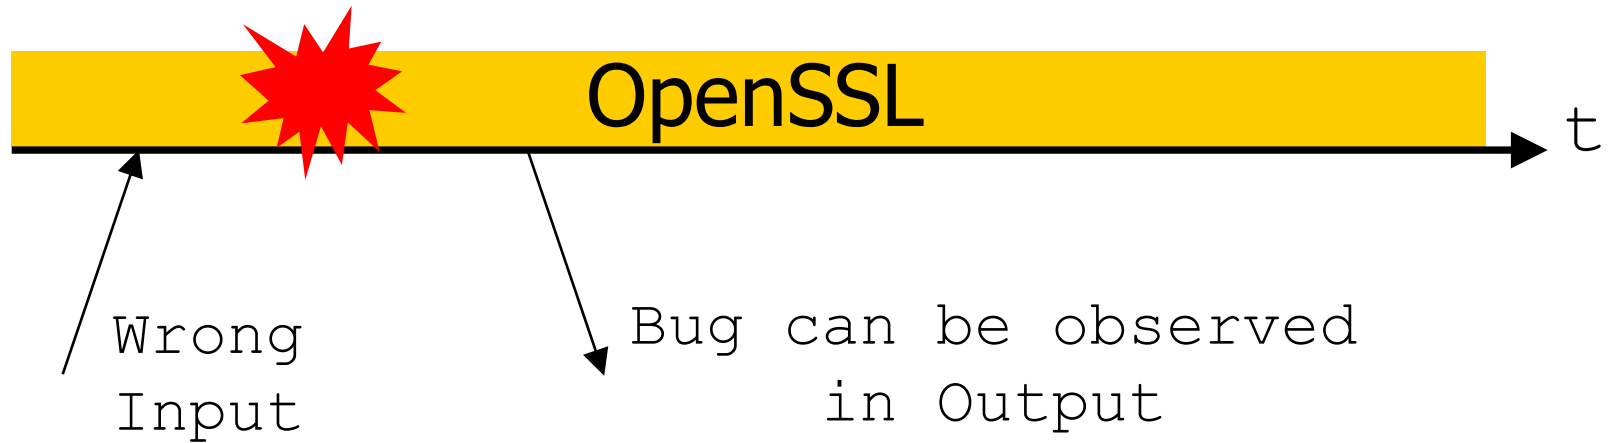 OpenSSL
t
Wrong
Input
Bug can be observed
in Output